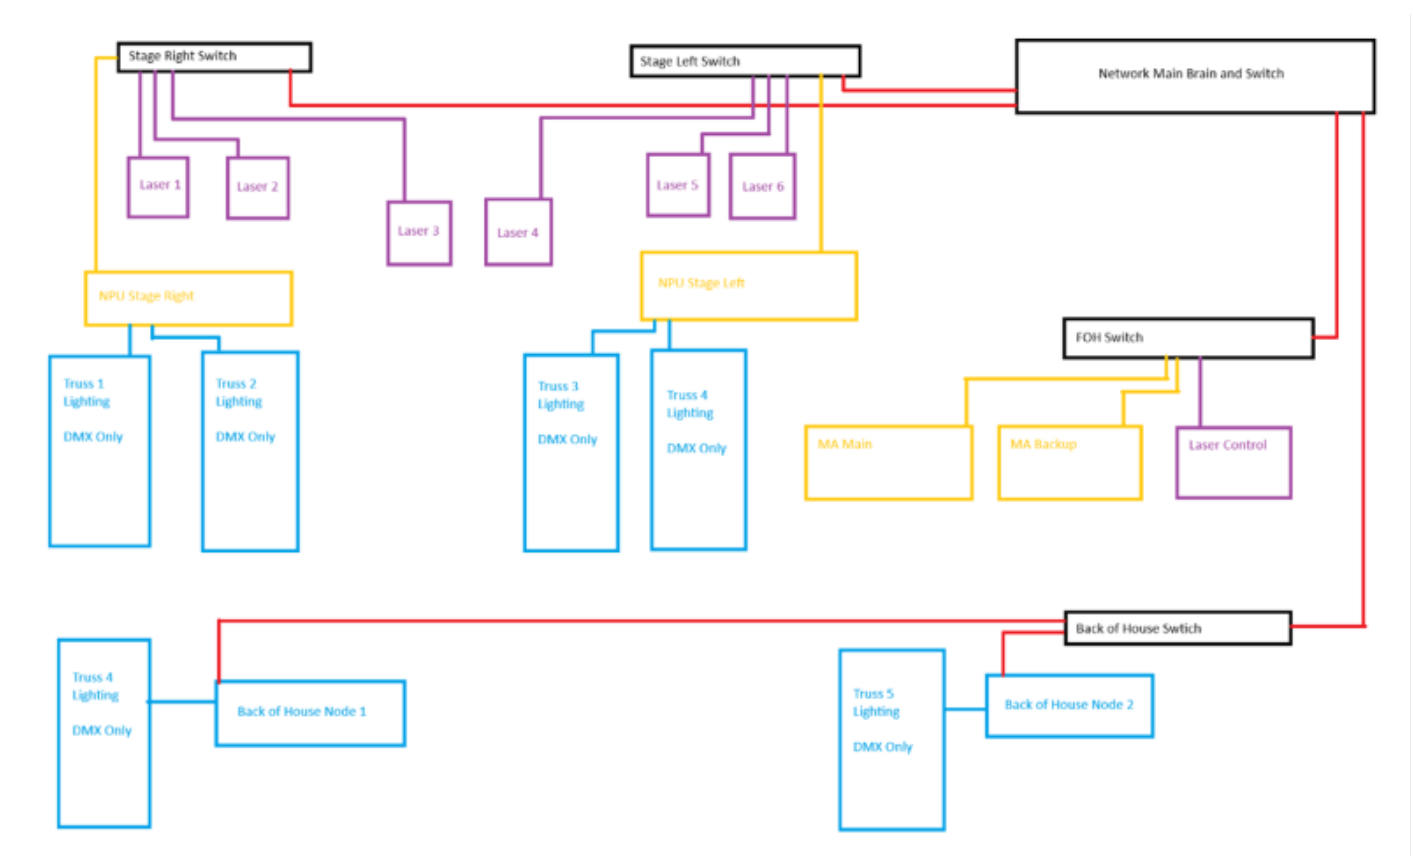 Stage Right Switch
Stage Left Switch
Network Main Brain and Switch
Laser 1
Laser 2
Laser 3
Laser 4
Laser 5
Laser 6
NPU Stage Right
NPU Stage Left
FOH Switch
Truss 1
Lighting
DMX Only
Truss 2
Lighting
DMX Only
Truss 3
Lighting
DMX Only
Truss 4
Lighting
DMX Only
MA Main
MA Backup
Laser Control
Back of House Swtich
Truss 4
Lighting
DMX Only
Back of House Node 1
Truss 5
Lighting
DMX Only
Back of House Node 2